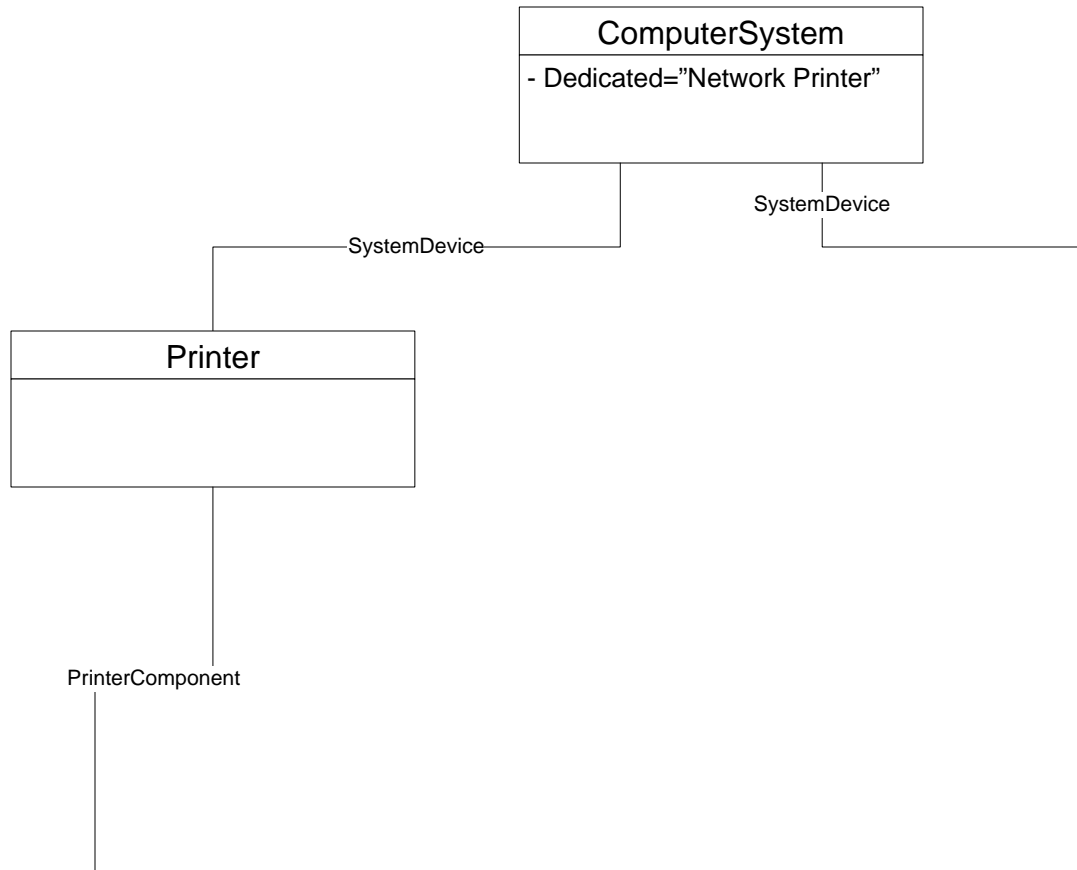 ComputerSystem
- Dedicated=”Network Printer”
SystemDevice
SystemDevice
Printer
PrinterComponent